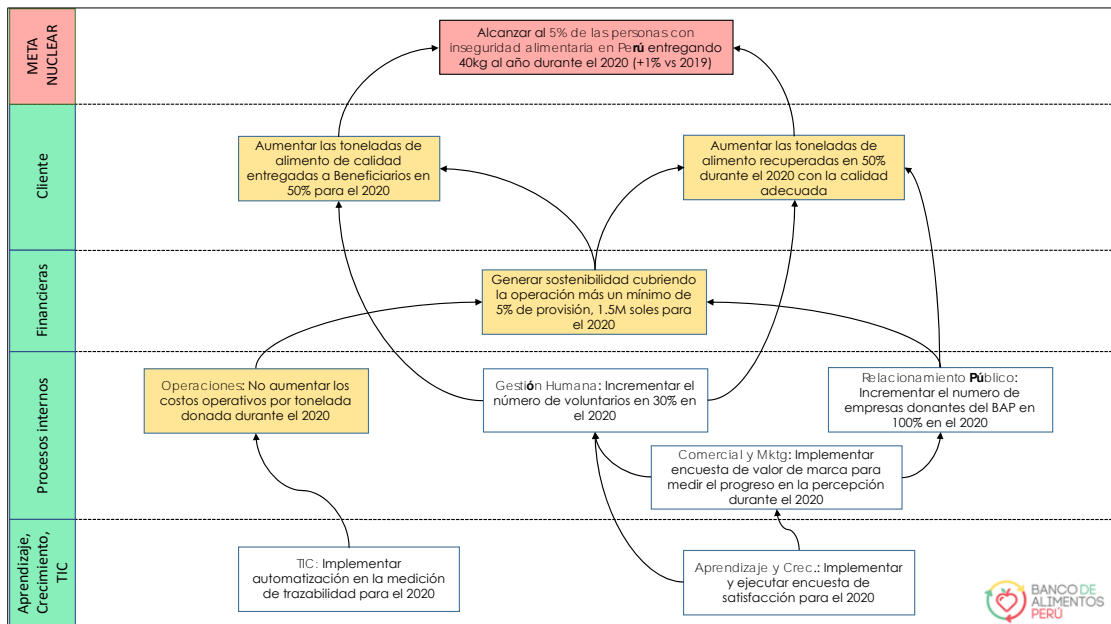 META
NUCLEAR
Alcanzar al 5% de las personas con
inseguridad alimentaria en Perú entregando
40kg al año durante el 2020 (+1% vs 2019)
Cliente
Aumentar las toneladas de
alimento de calidad
entregadas a Beneficiarios en
50% para el 2020
Aumentar las toneladas de
alimento recuperadas en 50%
durante el 2020 con la calidad
adecuada
Financieras
Generar sostenibilidad cubriendo
la operación más un mínimo de
5% de provisión, 1.5M soles para
el 2020
Procesos internos
Operaciones: No aumentar los
costos operativos por tonelada
donada durante el 2020
Gestión Humana: Incrementar el
número de voluntarios en 30% en
el 2020
Relacionamiento Público:
Incrementar el numero de
empresas donantes del BAP en
100% en el 2020
Comercial y Mktg: Implementar
encuesta de valor de marca para
medir el progreso en la percepción
durante el 2020
Aprendizaje,
Crecimiento,
TIC
TIC: Implementar
automatización en la medición
de trazabilidad para el 2020
Aprendizaje y Crec.: Implementar
y ejecutar encuesta de
satisfacción para el 2020
BANCO DE
ALIMENTOS
PERÚ